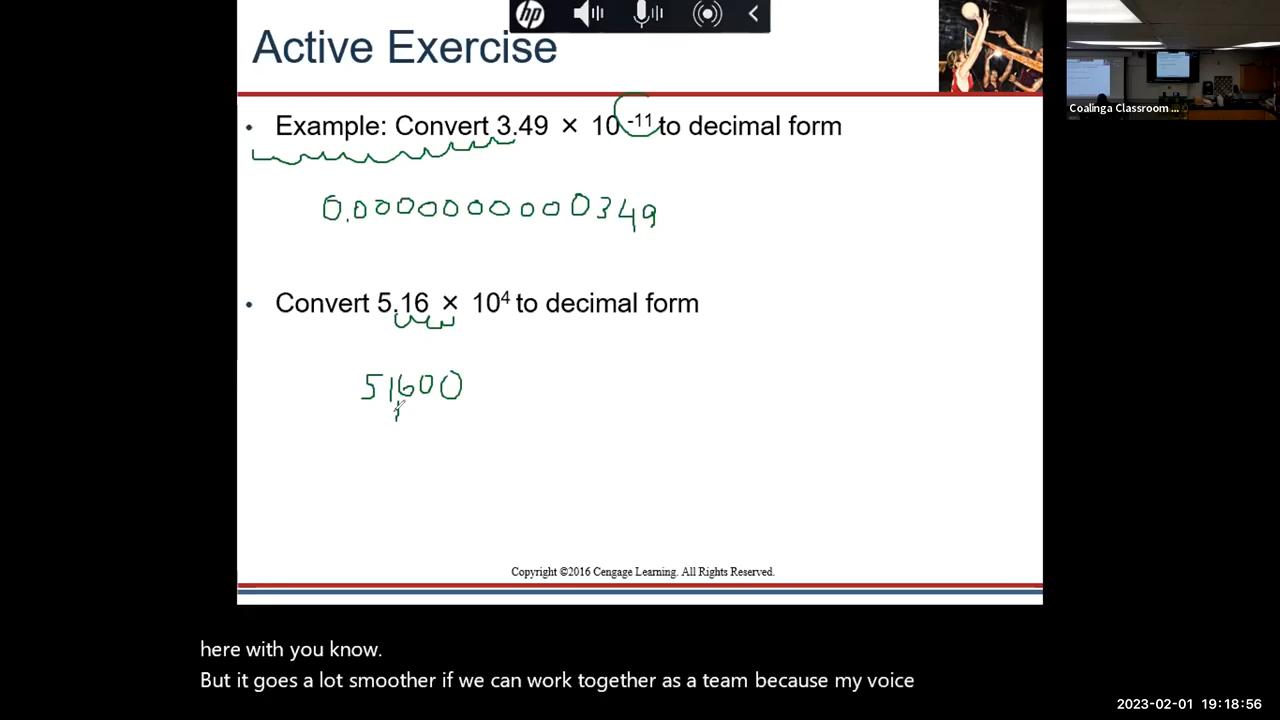 hp
Active Exercise
Coalinga Classroom ...
• Example: Convert 3.49 × 10⁻¹¹ to decimal form
0.0000000000349
• Convert 5.16 × 10⁴ to decimal form
51600
Copyright ©2016 Cengage Learning. All Rights Reserved.
here with you know.
But it goes a lot smoother if we can work together as a team because my voice
2023-02-01 19:18:56